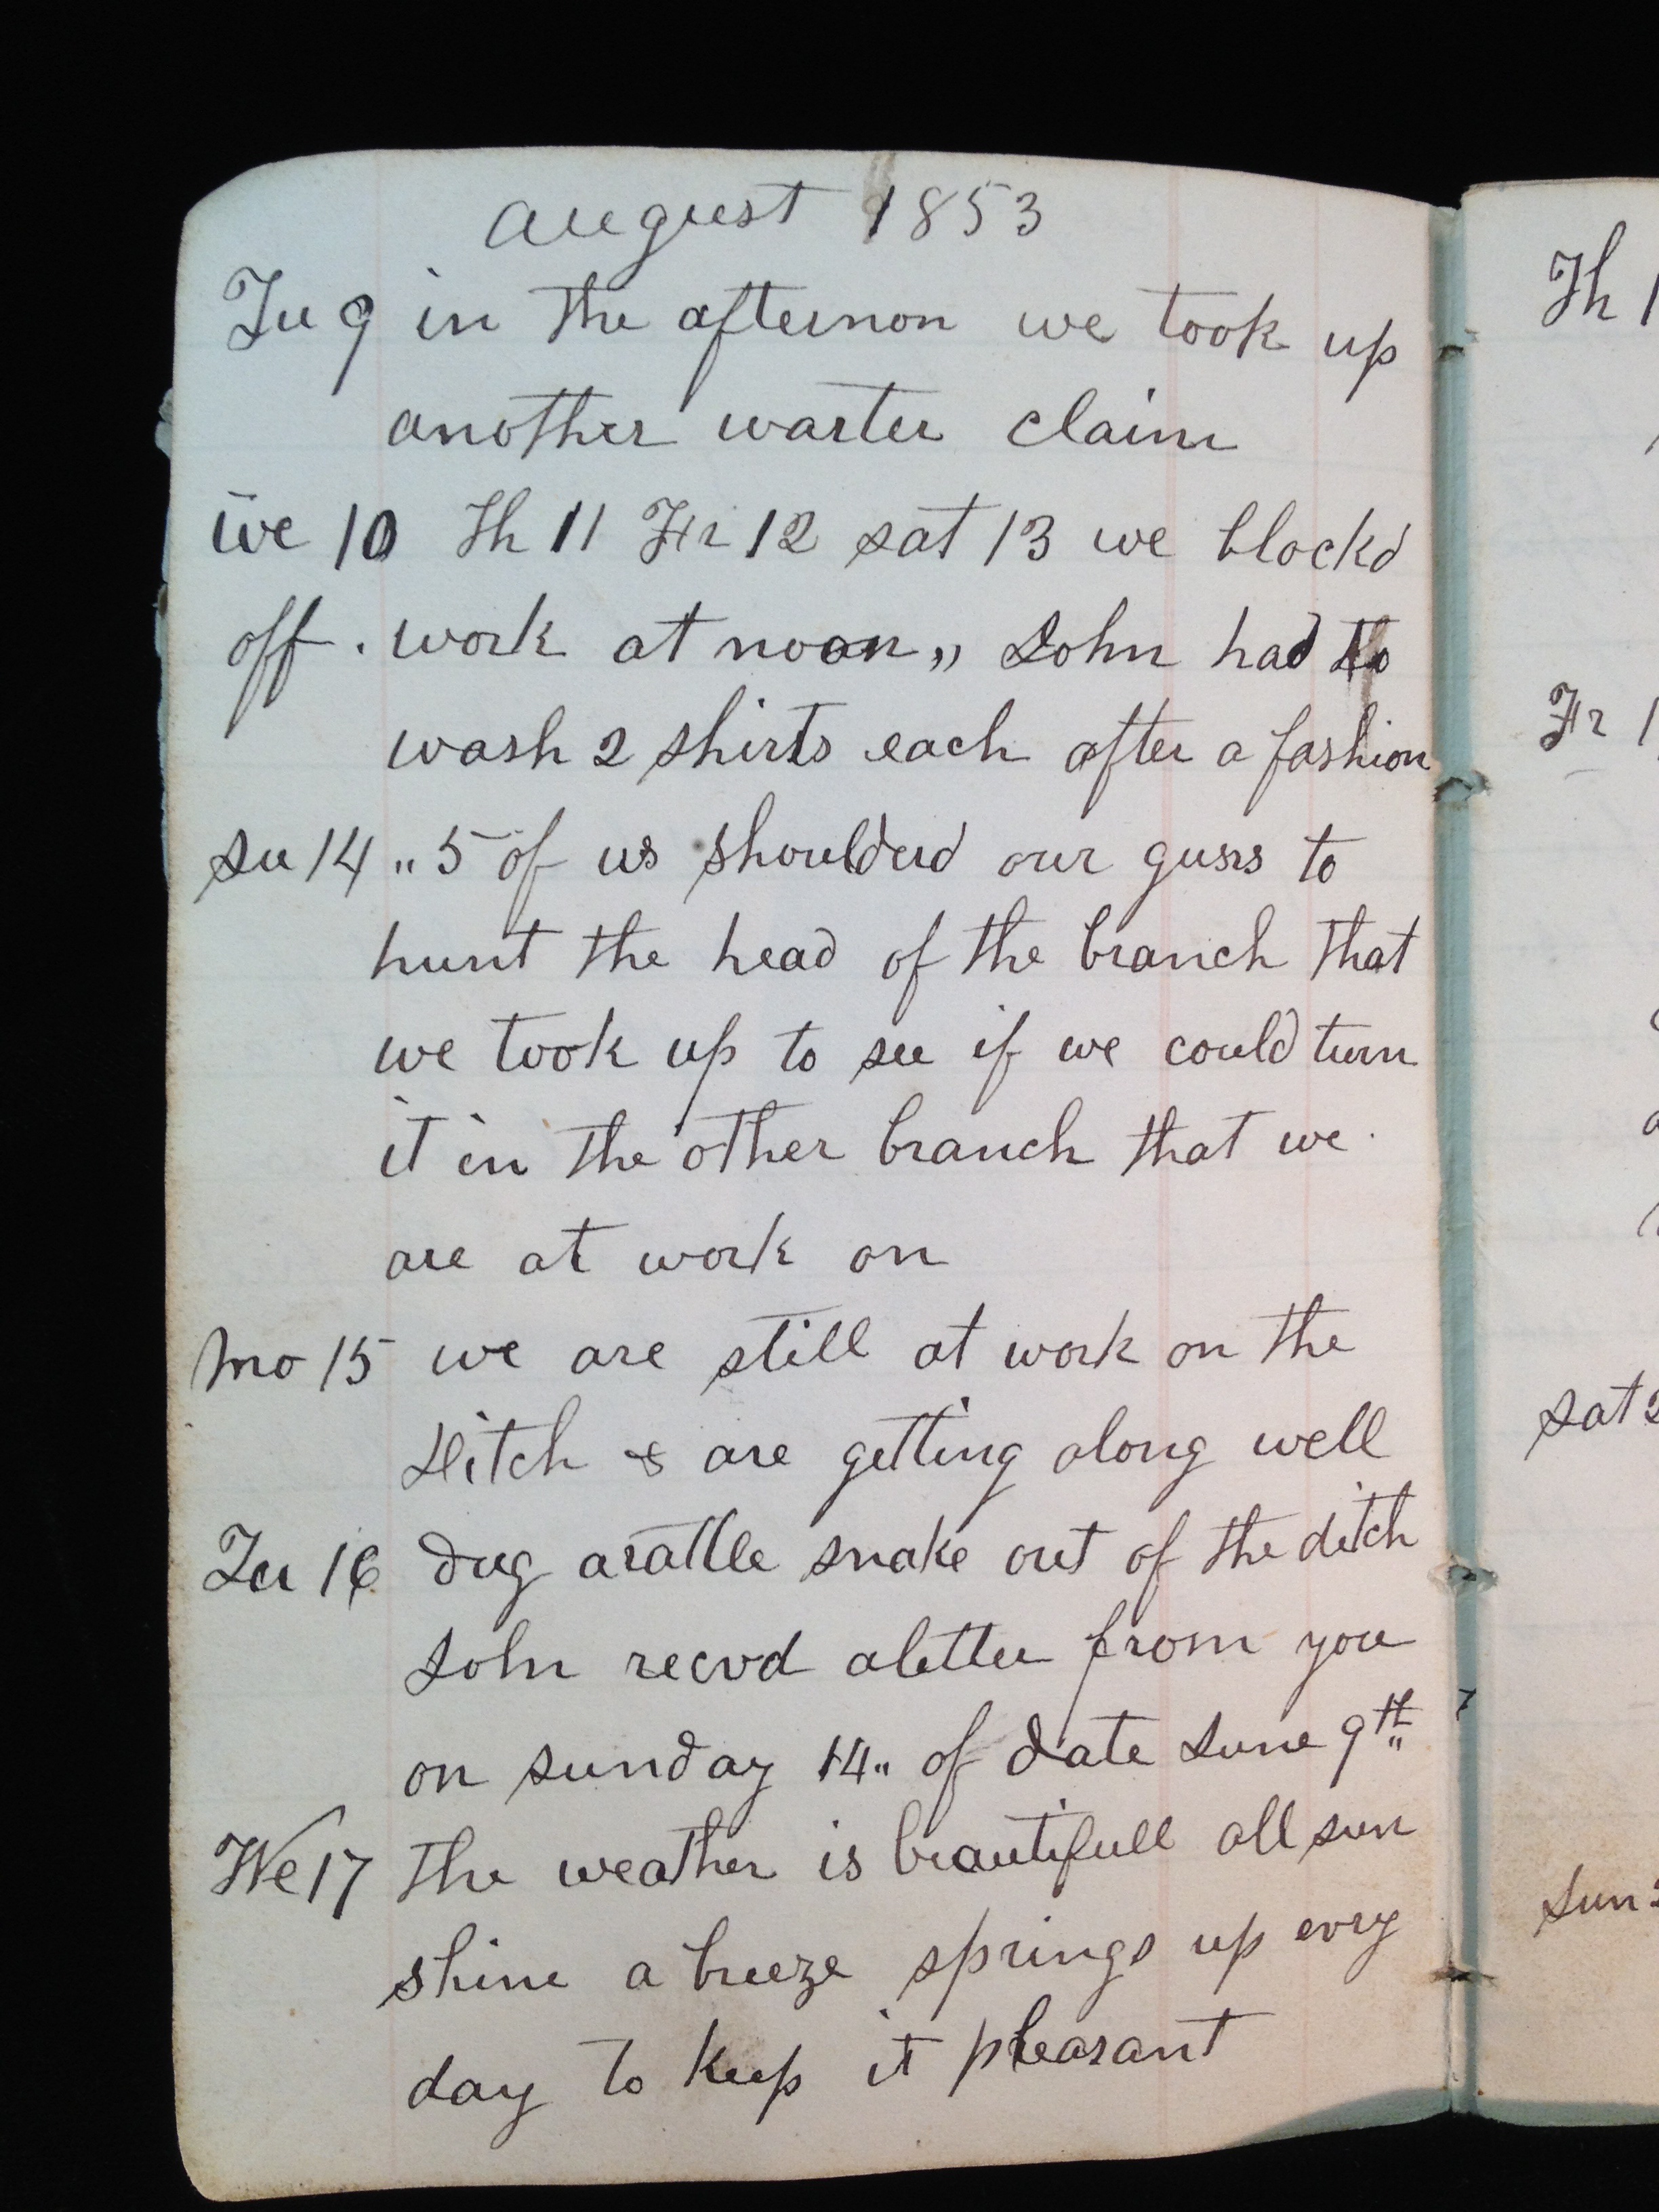 august 1853
Tu 9 in the afternon we took up
another warter claim
We 10 Th 11 Fr 12 sat 13 we blockd
off. work at noon,, John had to
wash 2 shirts each after a fashion
su 14 " 5 of us shoulderd our guns to
hunt the head of the branch that
we took up to see if we could turn
it in the other branch that we
are at work on
Mo 15 we are still at work on the
Ditch & are getting along well
Tu 16 dug arattle snake out of the ditch
John recvd aletter from you
on sunday 14" of date June 9th"
We 17 the weather is beautifull all sun
shine a breeze springs up evry
day to keep it pleasant
Th 1
Fr 1
Sat 2
Sun 2